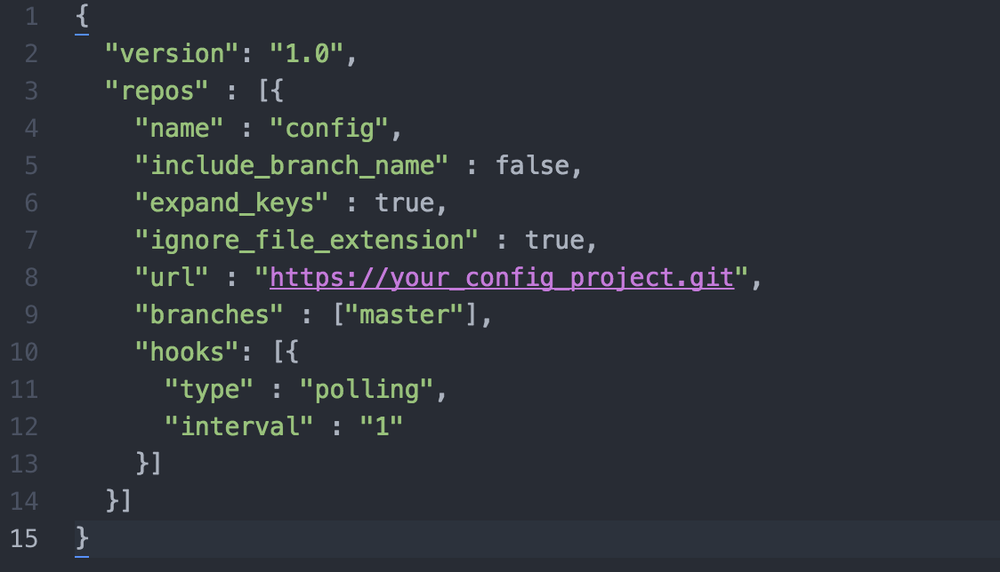 1 {
2   "version": "1.0",
3   "repos" : [{
4     "name" : "config",
5     "include_branch_name" : false,
6     "expand_keys" : true,
7     "ignore_file_extension" : true,
8     "url" : "https://your_config_project.git",
9     "branches" : ["master"],
10     "hooks": [{
11       "type" : "polling",
12       "interval" : "1"
13     }]
14   }]
15 }